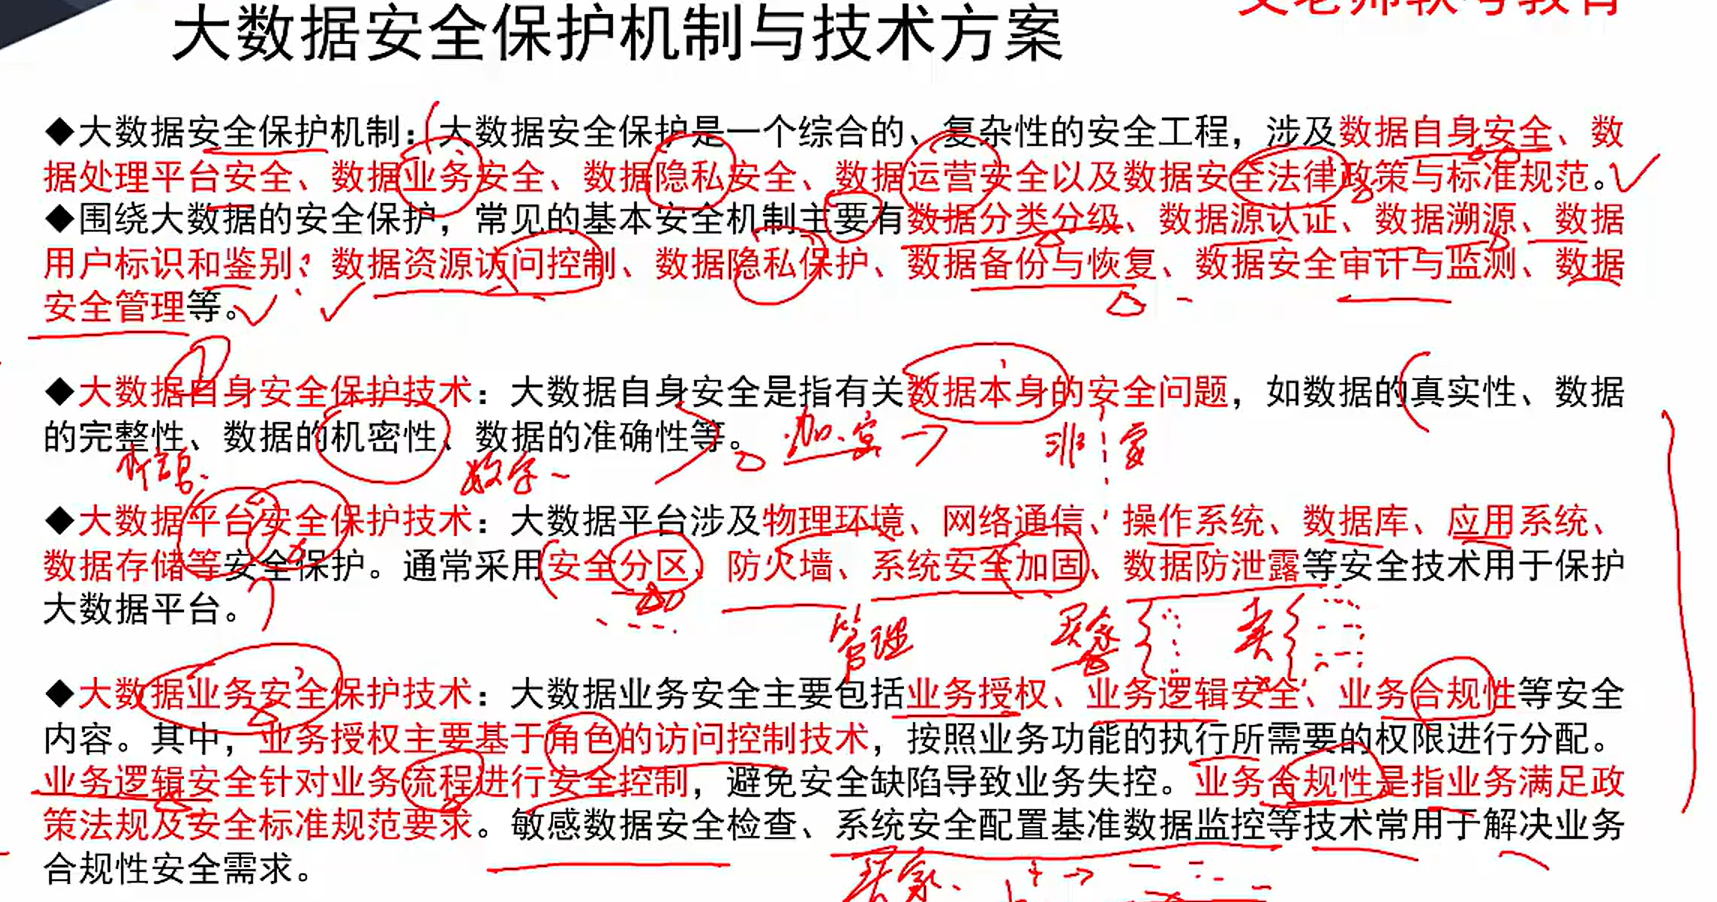 艾老师软考教育
大数据安全保护机制与技术方案
◆大数据安全保护机制：大数据安全保护是一个综合的、复杂性的安全工程，涉及数据自身安全、数
据处理平台安全、数据业务安全、数据隐私安全、数据运营安全以及数据安全法律政策与标准规范。
◆围绕大数据的安全保护，常见的基本安全机制主要有数据分类分级、数据源认证、数据溯源、数据
用户标识和鉴别、数据资源访问控制、数据隐私保护、数据备份与恢复、数据安全审计与监测、数据
安全管理等。
◆大数据自身安全保护技术：大数据自身安全是指有关数据本身的安全问题，如数据的真实性、数据
的完整性、数据的机密性、数据的准确性等。
加密
数字
◆大数据平台安全保护技术：大数据平台涉及物理环境、网络通信、操作系统、数据库、应用系统、
数据存储等安全保护。通常采用安全分区、防火墙、系统安全加固、数据防泄露等安全技术用于保护
大数据平台。
管理 买家 卖
◆大数据业务安全保护技术：大数据业务安全主要包括业务授权、业务逻辑安全、业务合规性等安全
内容。其中，业务授权主要基于角色的访问控制技术，按照业务功能的执行所需要的权限进行分配。
业务逻辑安全针对业务流程进行安全控制，避免安全缺陷导致业务失控。业务合规性是指业务满足政
策法规及安全标准规范要求。敏感数据安全检查、系统安全配置基准数据监控等技术常用于解决业务
合规性安全需求。
买家